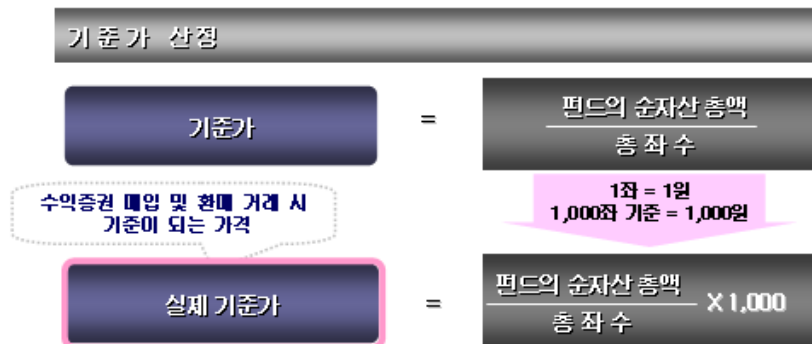 기준가 산정
기준가
=
펀드의 순자산 총액
총 좌 수
수익증권 매입 및 환매 거래 시
기준이 되는 가격
1좌 = 1원
1,000좌 기준 = 1,000원
실제 기준가
=
펀드의 순자산 총액
총 좌 수
X 1,000